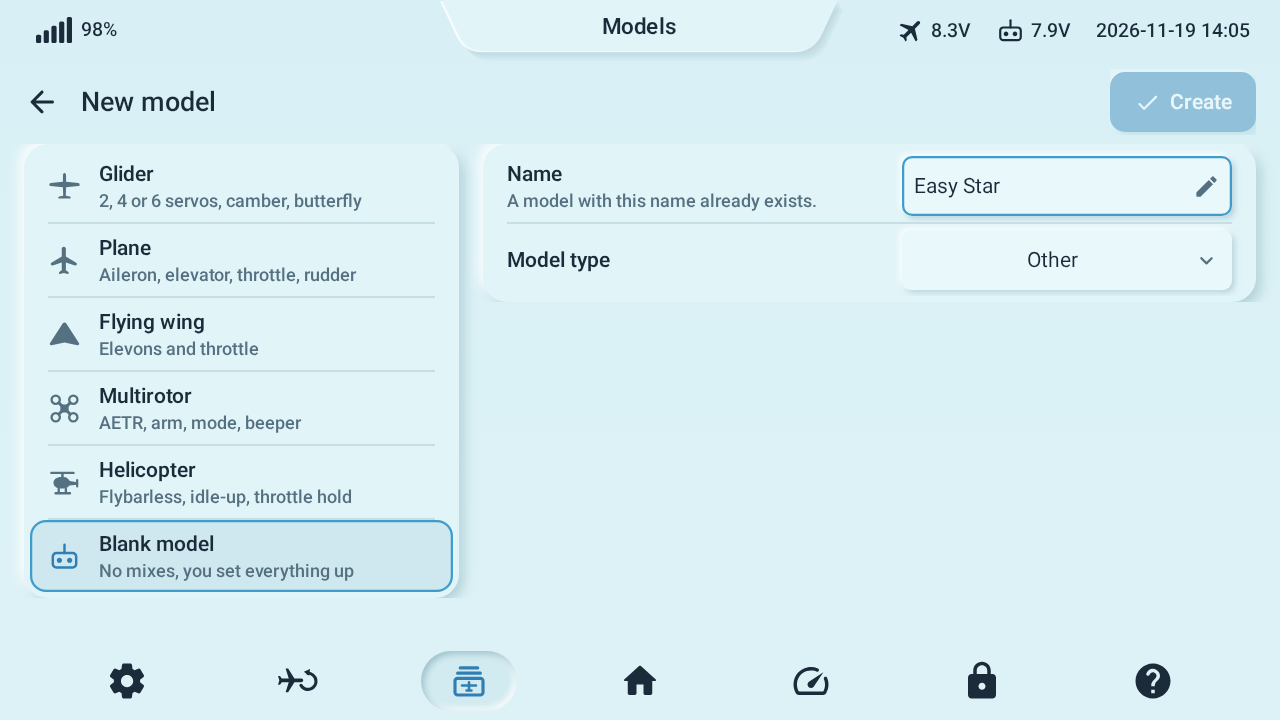 98%
Models
8.3V
7.9V
2026-11-19 14:05
New model
Create
Glider
2, 4 or 6 servos, camber, butterfly
Plane
Aileron, elevator, throttle, rudder
Flying wing
Elevons and throttle
Multirotor
AETR, arm, mode, beeper
Helicopter
Flybarless, idle-up, throttle hold
Blank model
No mixes, you set everything up
Name
A model with this name already exists.
Easy Star
Model type
Other